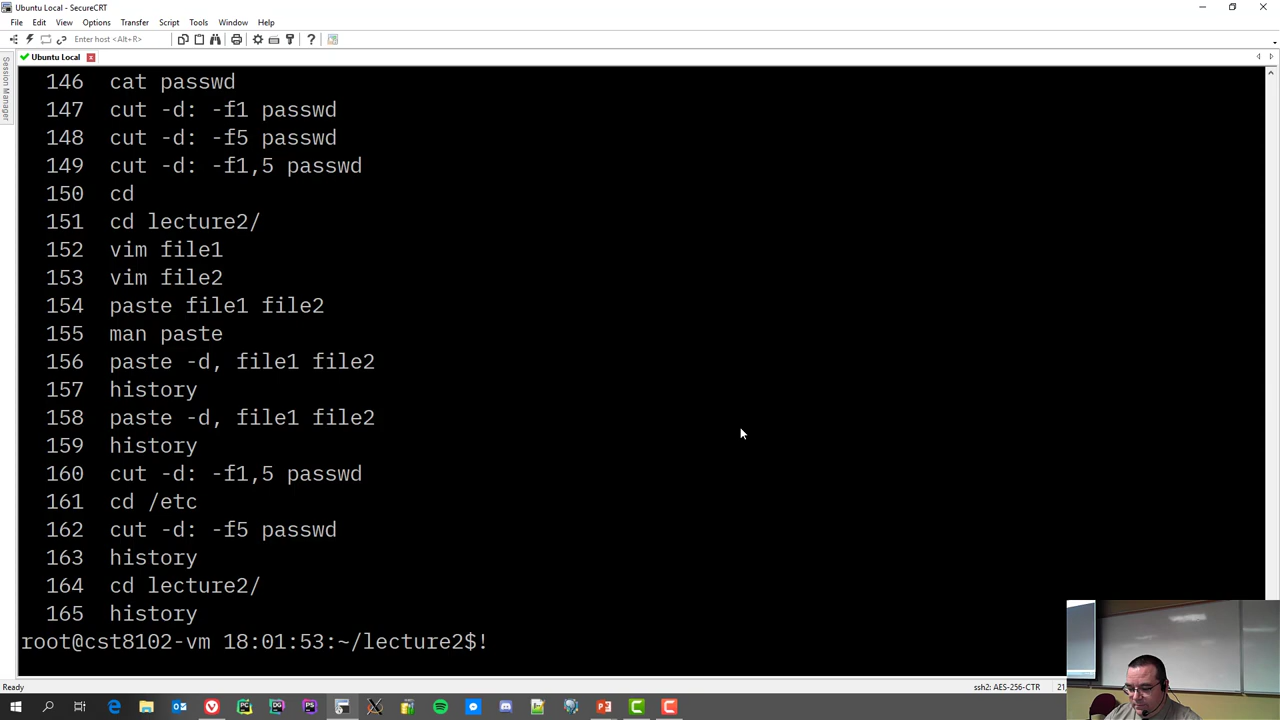 Ubuntu Local - SecureCRT
File Edit View Options Transfer Script Tools Window Help
Enter host <Alt+R>
Ubuntu Local
Session Manager
146 cat passwd
147 cut -d: -f1 passwd
148 cut -d: -f5 passwd
149 cut -d: -f1,5 passwd
150 cd
151 cd lecture2/
152 vim file1
153 vim file2
154 paste file1 file2
155 man paste
156 paste -d, file1 file2
157 history
158 paste -d, file1 file2
159 history
160 cut -d: -f1,5 passwd
161 cd /etc
162 cut -d: -f5 passwd
163 history
164 cd lecture2/
165 history
root@cst8102-vm 18:01:53:~/lecture2$!
Ready
ssh2: AES-256-CTR
21,